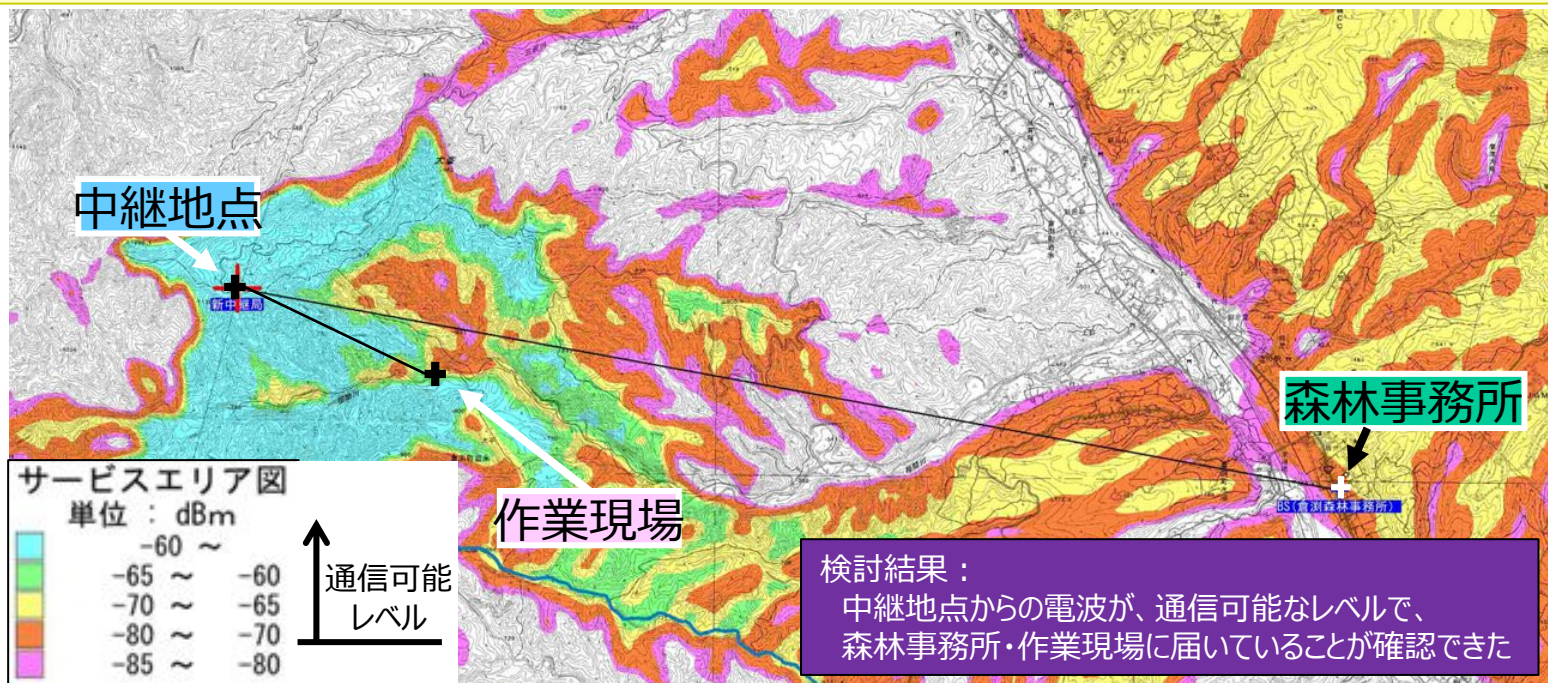 中継地点
新中継局
森林事務所
BS(倉渕森林事務所)
作業現場
サービスエリア図
単位 : dBm
-60 ~
-65 ~ -60
-70 ~ -65
-80 ~ -70
-85 ~ -80
通信可能
レベル
検討結果：
中継地点からの電波が、通信可能なレベルで、
森林事務所・作業現場に届いていることが確認できた